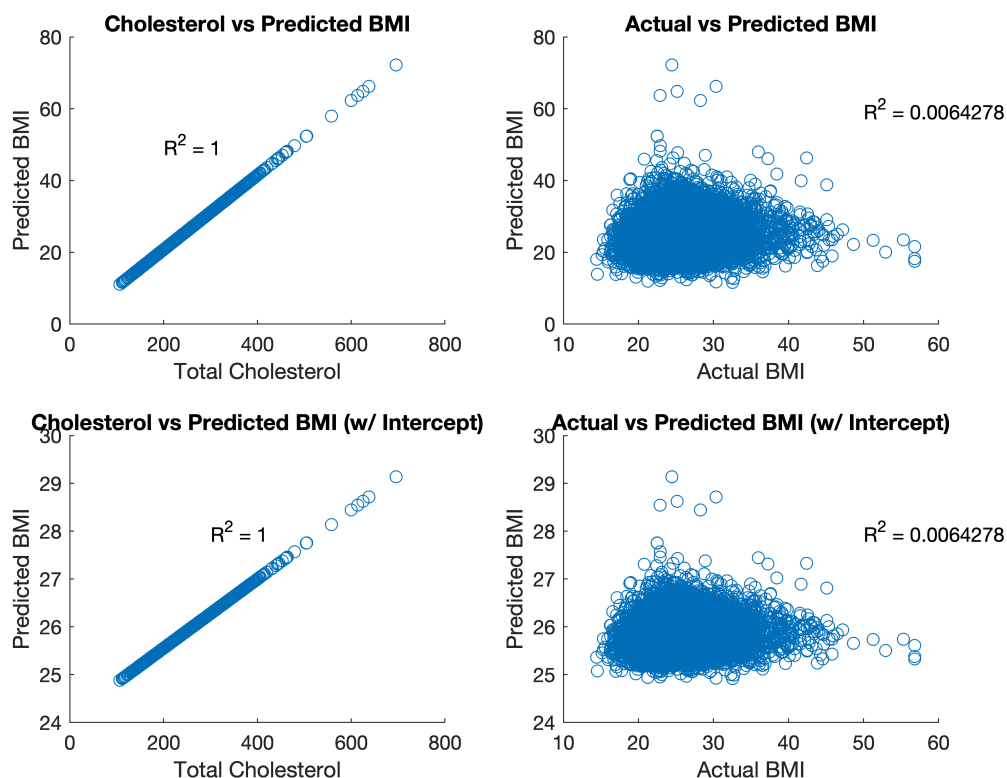 Cholesterol vs Predicted BMI
80
60
40
20
0
Predicted BMI
R² = 1
0 200 400 600 800
Total Cholesterol
Actual vs Predicted BMI
80
60
40
20
0
Predicted BMI
R² = 0.0064278
10 20 30 40 50 60
Actual BMI
Cholesterol vs Predicted BMI (w/ Intercept)
30
29
28
27
26
25
24
Predicted BMI
R² = 1
0 200 400 600 800
Total Cholesterol
Actual vs Predicted BMI (w/ Intercept)
30
29
28
27
26
25
24
Predicted BMI
R² = 0.0064278
10 20 30 40 50 60
Actual BMI